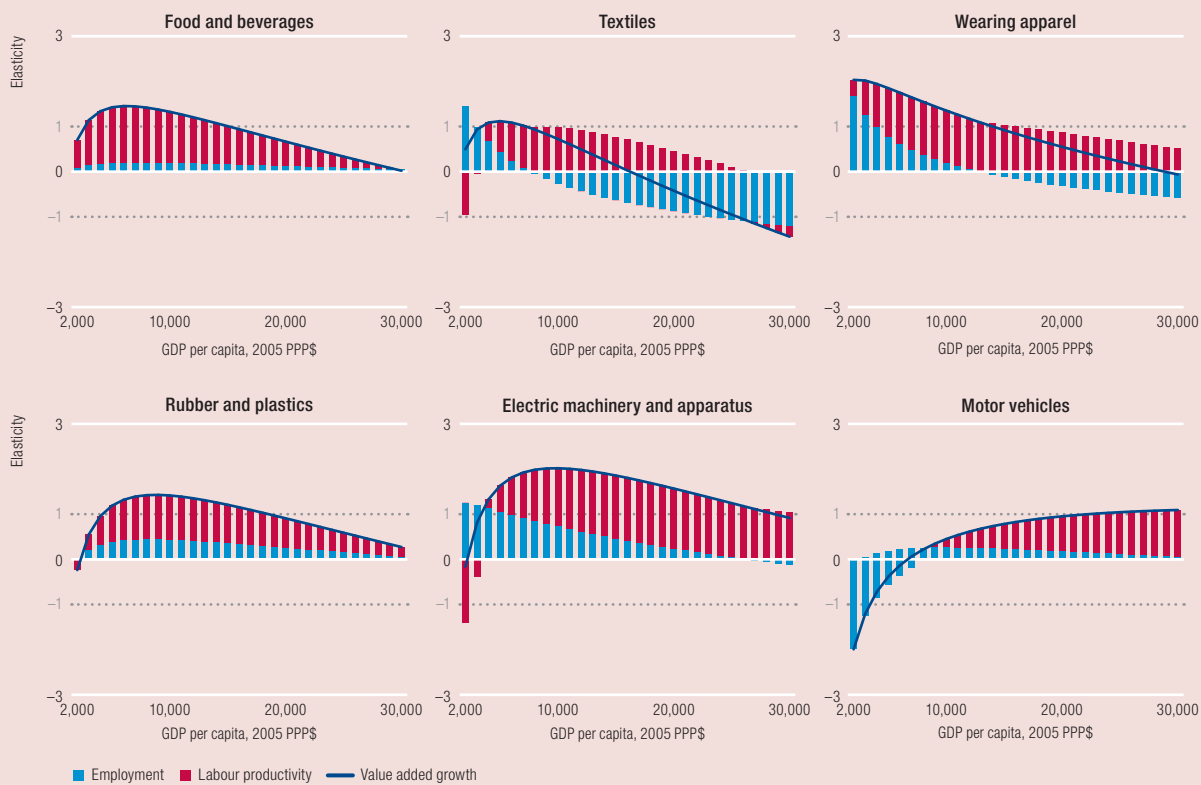 Food and beverages
Textiles
Wearing apparel
Elasticity
3
1
0
–1
–3
3
1
0
–1
–3
3
1
0
–1
–3
2,000 10,000 20,000 30,000
2,000 10,000 20,000 30,000
2,000 10,000 20,000 30,000
GDP per capita, 2005 PPP$
GDP per capita, 2005 PPP$
GDP per capita, 2005 PPP$
Rubber and plastics
Electric machinery and apparatus
Motor vehicles
Elasticity
3
1
0
–1
–3
3
1
0
–1
–3
3
1
0
–1
–3
2,000 10,000 20,000 30,000
2,000 10,000 20,000 30,000
2,000 10,000 20,000 30,000
GDP per capita, 2005 PPP$
GDP per capita, 2005 PPP$
GDP per capita, 2005 PPP$
Employment Labour productivity Value added growth